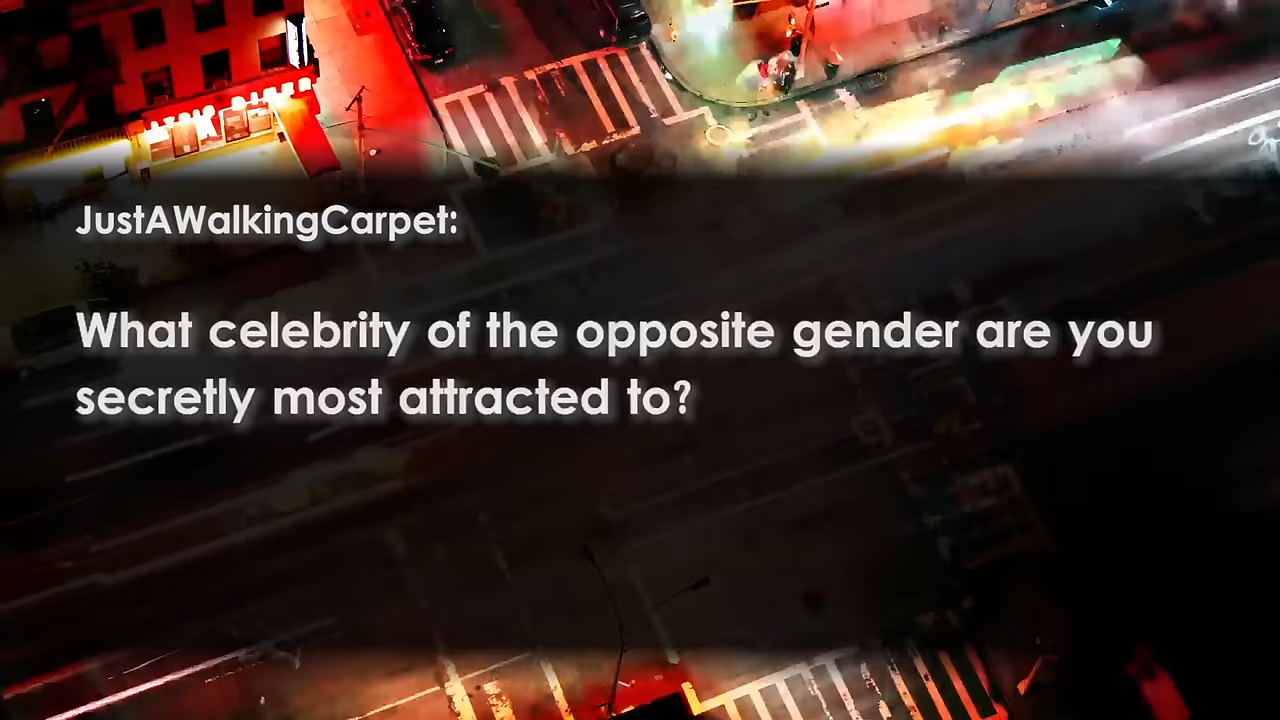 JustAWalkingCarpet:
What celebrity of the opposite gender are you
secretly most attracted to?